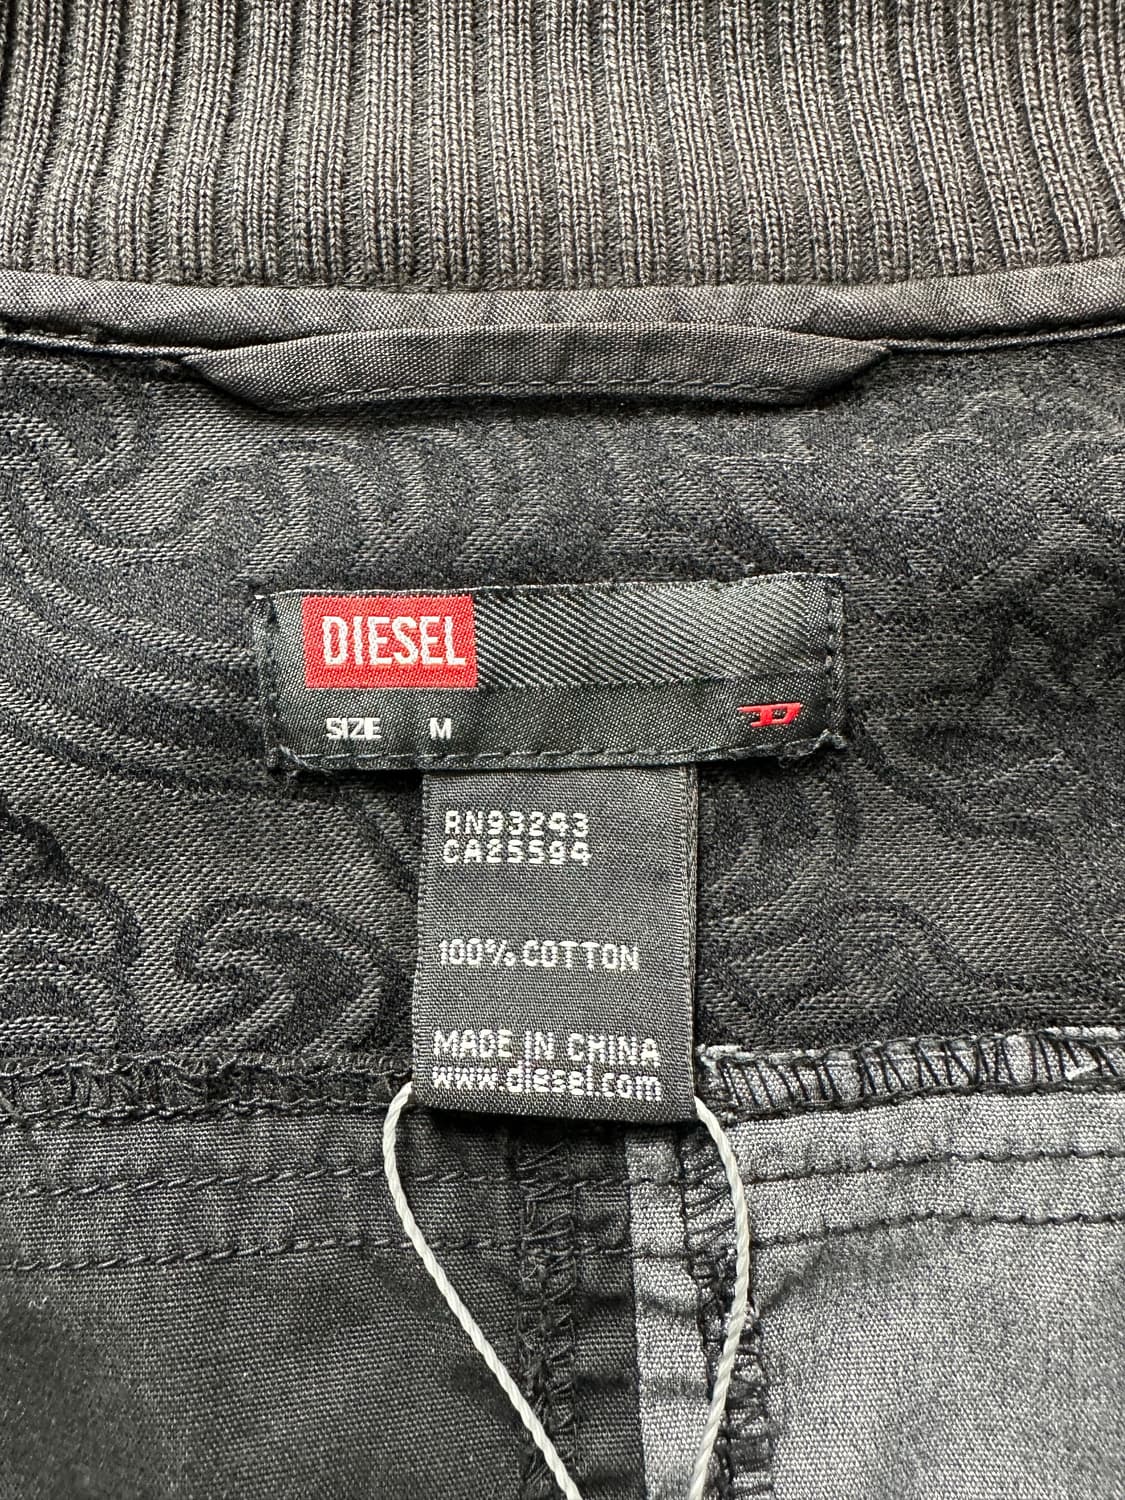 DIESEL
SIZE M
RN93243
CA25594
100% COTTON
MADE IN CHINA
www.diesel.com